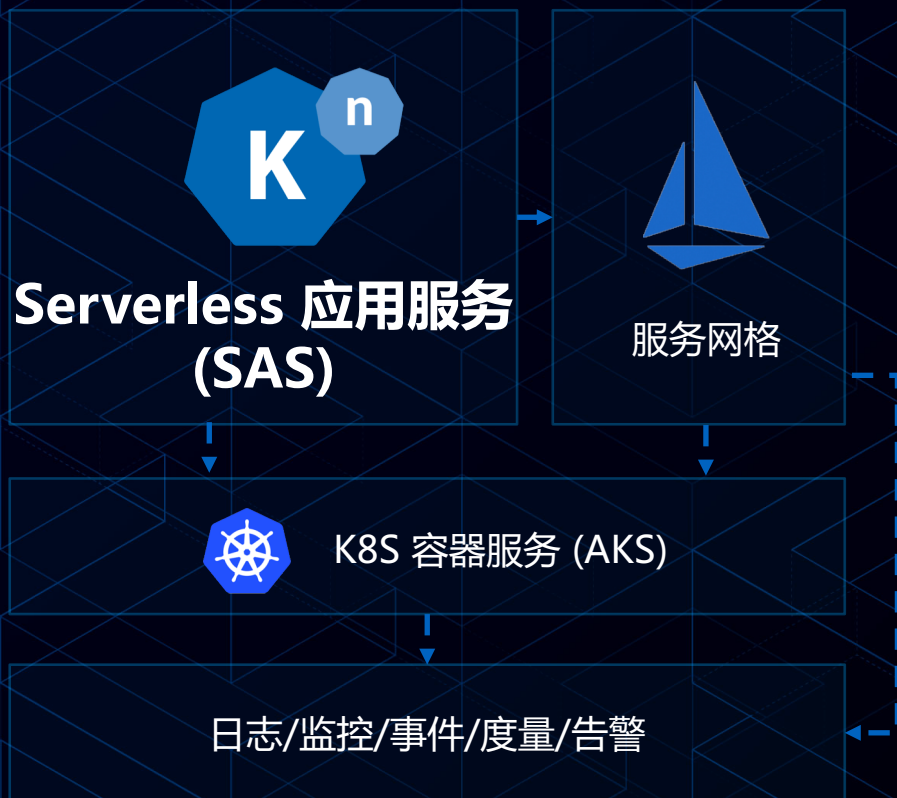 K
n
Serverless 应用服务
(SAS)
服务网格
K8S 容器服务 (AKS)
日志/监控/事件/度量/告警